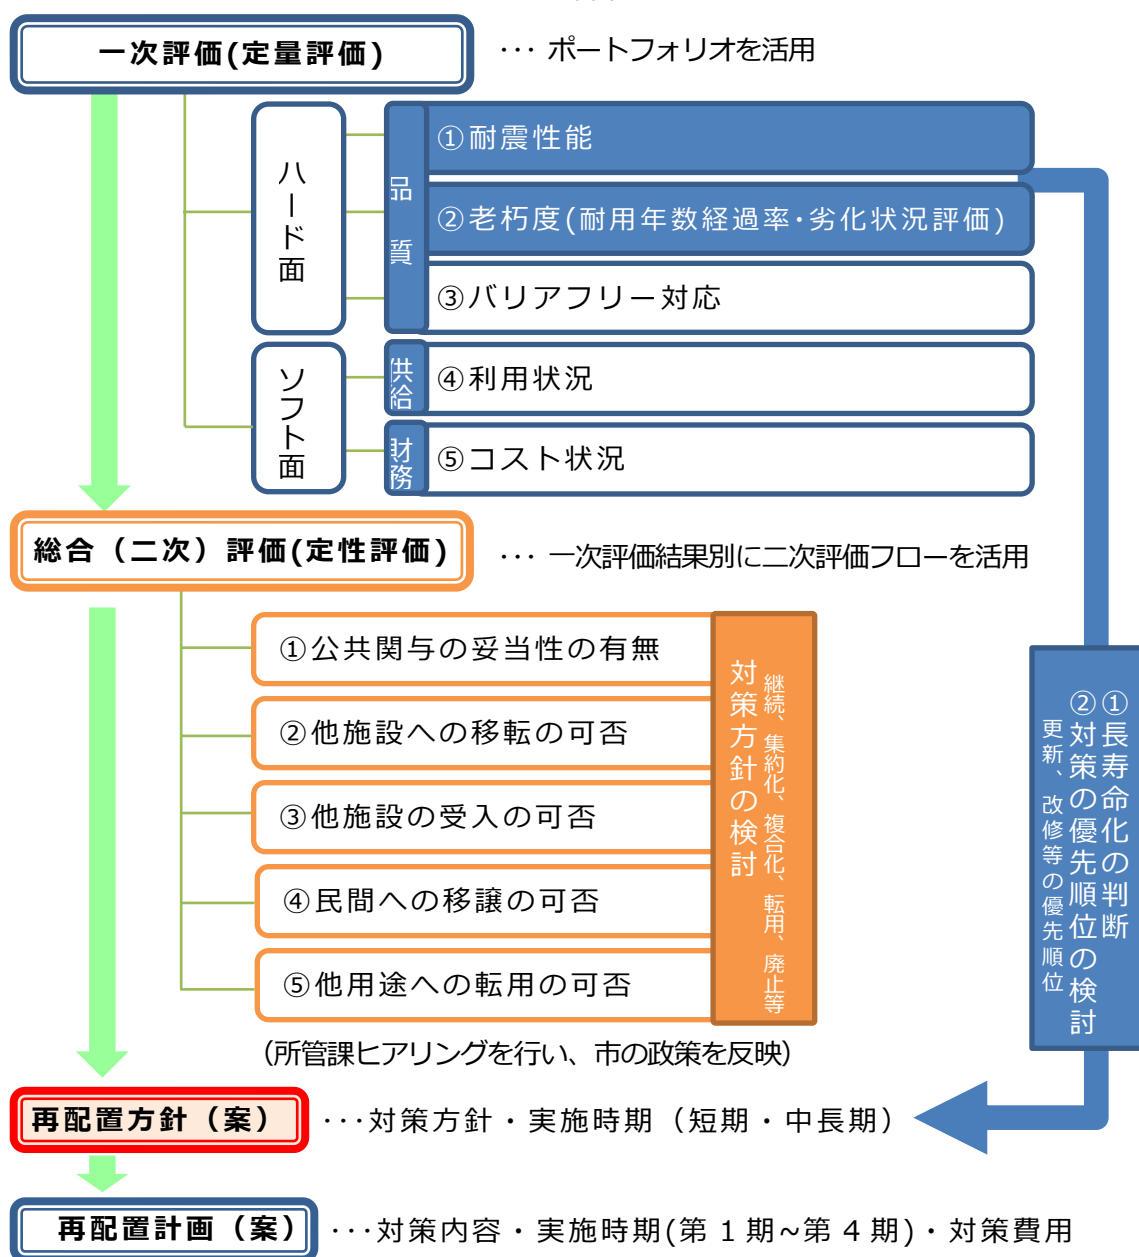 一次評価(定量評価)
･･･ ポートフォリオを活用
ハード面
品質
①耐震性能
②老朽度(耐用年数経過率･劣化状況評価)
③バリアフリー対応
ソフト面
供給
④利用状況
財務
⑤コスト状況
総合（二次）評価(定性評価)
･･･ 一次評価結果別に二次評価フローを活用
①公共関与の妥当性の有無
②他施設への移転の可否
③他施設の受入の可否
④民間への移譲の可否
⑤他用途への転用の可否
対策方針の検討
継続、集約化、複合化、転用、廃止等
①長寿命化の判断
②対策の優先順位の検討
更新、改修等の優先順位
（所管課ヒアリングを行い、市の政策を反映）
再配置方針（案）
･･･対策方針・実施時期（短期・中長期）
再配置計画（案）
･･･対策内容・実施時期(第１期~第４期)・対策費用